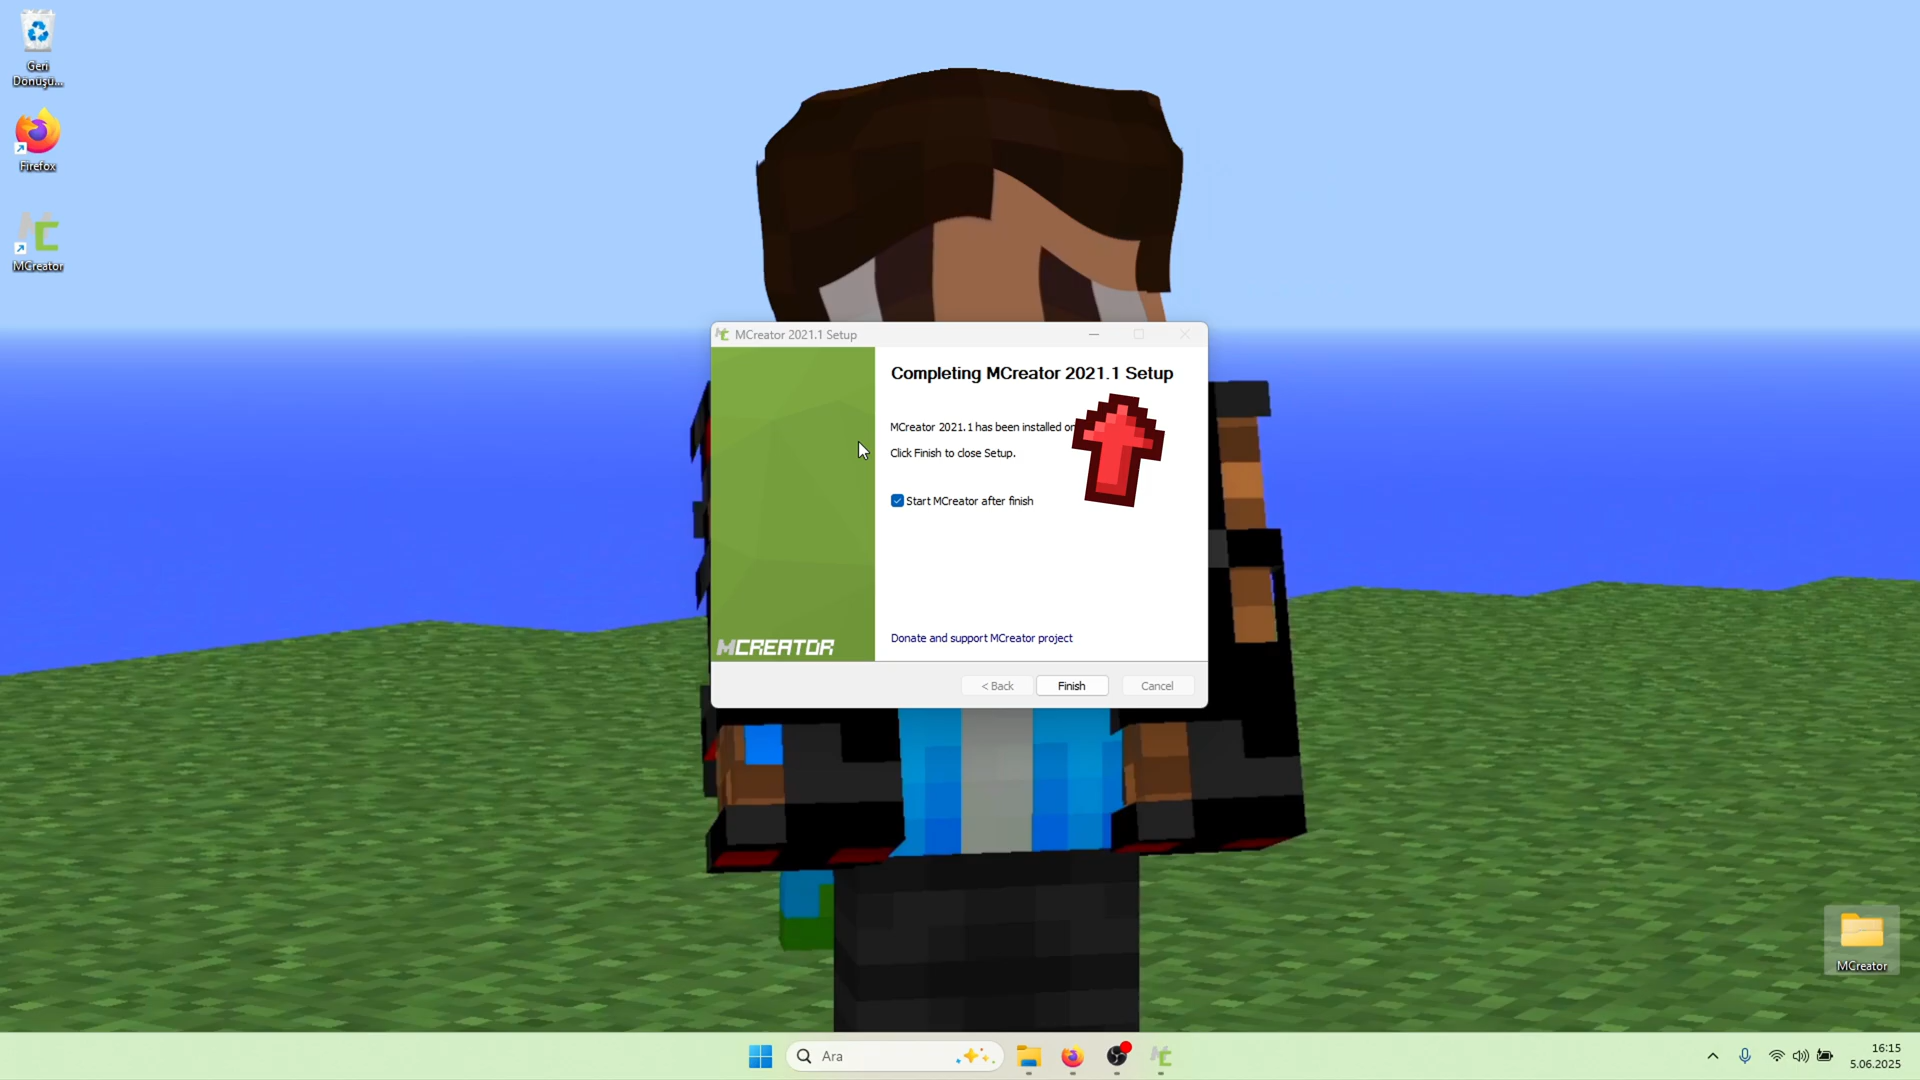 Geri
Dönüşü...
Firefox
MCreator
MCreator 2021.1 Setup
Completing MCreator 2021.1 Setup
MCreator 2021.1 has been installed on
Click Finish to close Setup.
Start MCreator after finish
MCREATOR
Donate and support MCreator project
< Back
Finish
Cancel
MCreator
Ara
16:15
5.06.2025